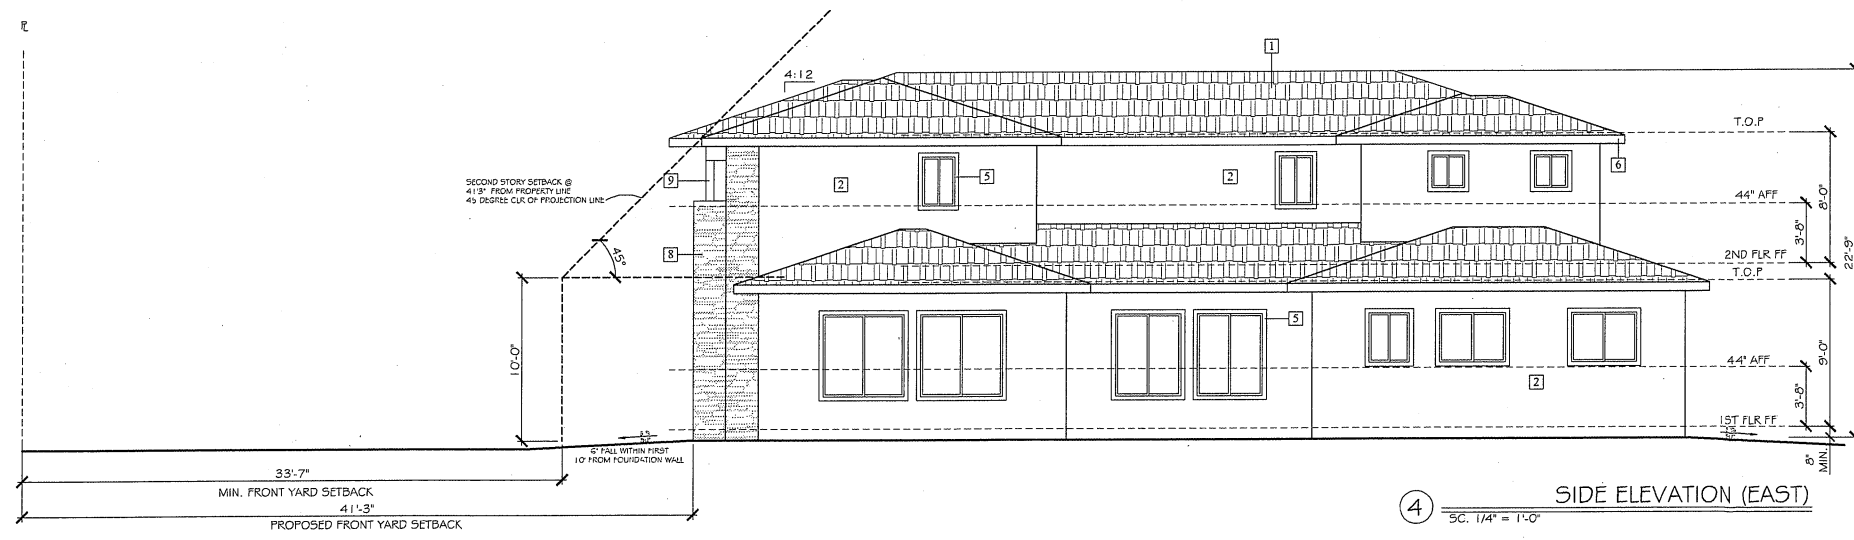 PL
1
4:12
T.O.P
6
SECOND STORY SETBACK @
41'3" FROM PROPERTY LINE
45 DEGREE CLR OF PROJECTION LINE
9
2
5
2
44" AFF
8'-0"
3'-8"
22'-9"
45°
8
2ND FLR FF
T.O.P
5
10'-0"
44" AFF
9'-0"
2
3'-8"
1ST FLR FF
6" FALL WITHIN FIRST
10' FROM FOUNDATION WALL
8"
MIN.
33'-7"
MIN. FRONT YARD SETBACK
41'-3"
PROPOSED FRONT YARD SETBACK
4
SIDE ELEVATION (EAST)
SC. 1/4" = 1'-0"